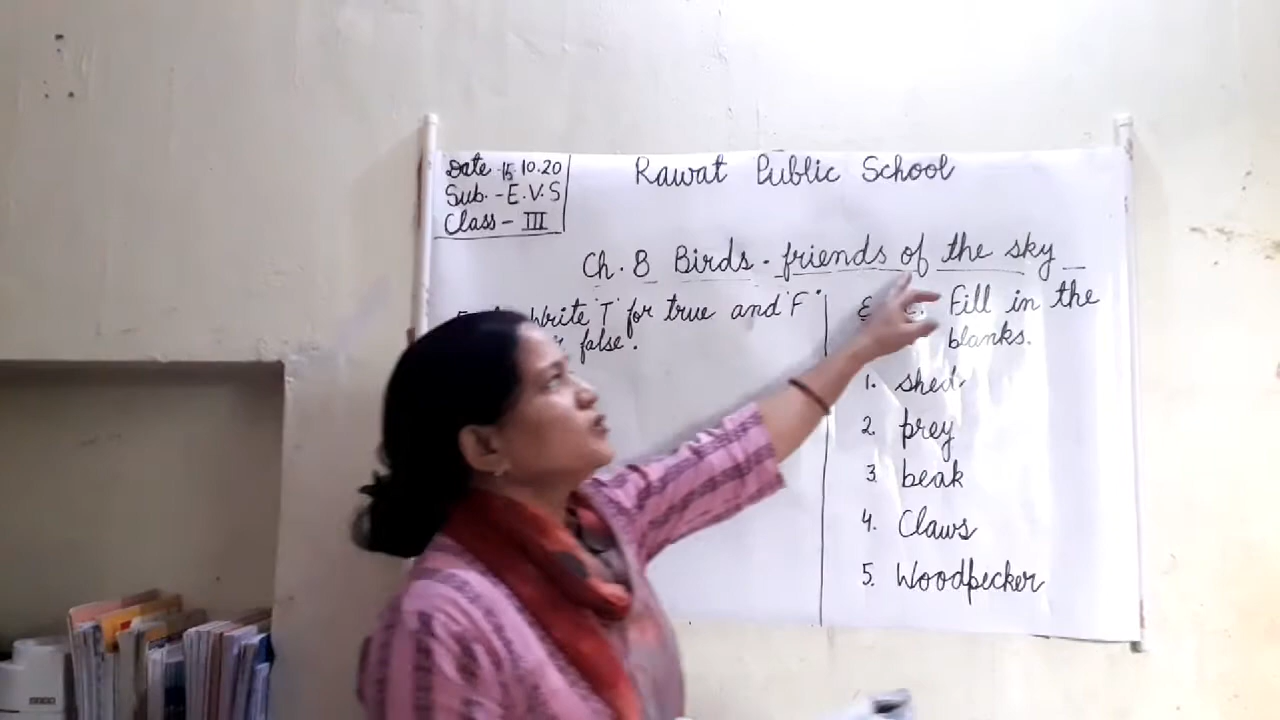 Date 15.10.20
Sub. - E.V.S
Class - III
Rawat Public School
Ch. 8 Birds - friends of the sky
Write 'T' for true and 'F'
false.
Fill in the
blanks.
1. shed
2. prey
3. beak
4. Claws
5. Woodpecker